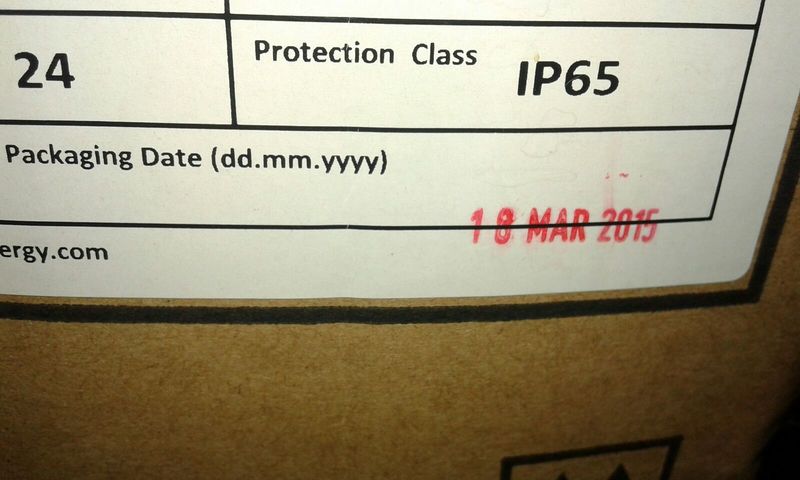 24
Protection Class
IP65
Packaging Date (dd.mm.yyyy)
18 MAR 2015
ergy.com